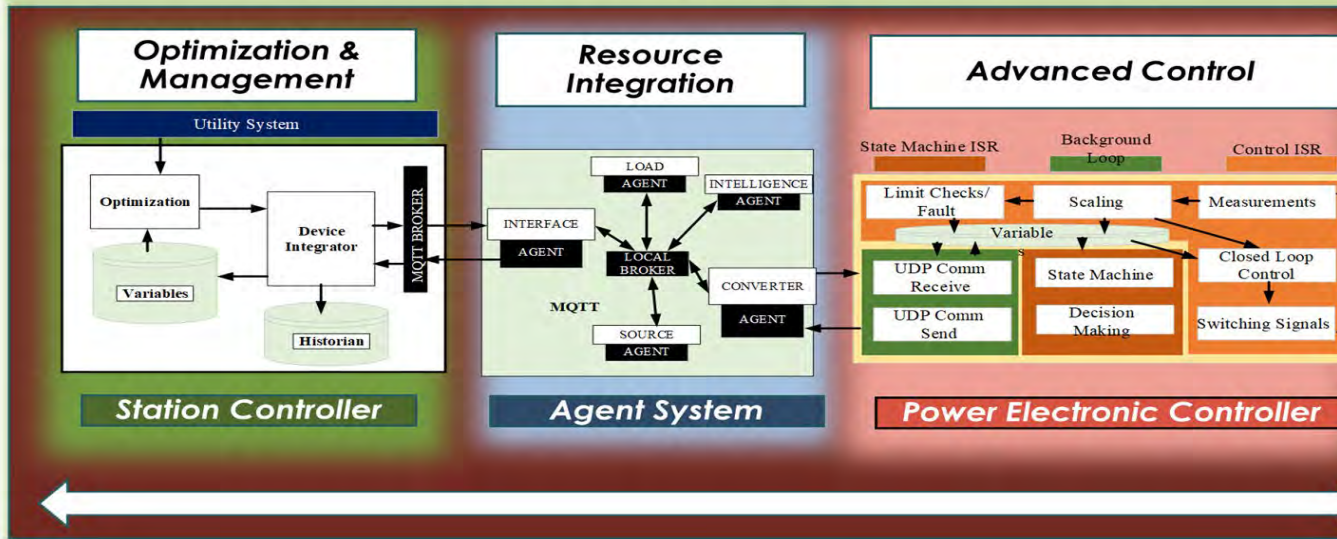 Optimization &
Management
Utility System
Optimization
Device
Integrator
MQTT BROKER
Variables
Historian
Station Controller
Resource
Integration
LOAD
AGENT
INTELLIGENCE
AGENT
INTERFACE
AGENT
LOCAL
BROKER
CONVERTER
AGENT
MQTT
SOURCE
AGENT
Agent System
Advanced Control
State Machine ISR
Background
Loop
Control ISR
Limit Checks/
Fault
Scaling
Measurements
Variable
s
UDP Comm
Receive
State Machine
Closed Loop
Control
UDP Comm
Send
Decision
Making
Switching Signals
Power Electronic Controller